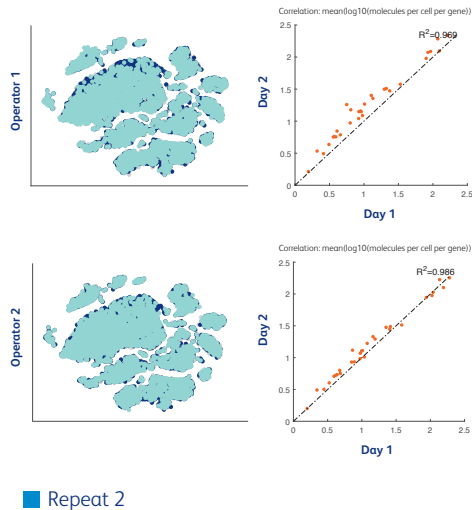 Correlation: mean(log10(molecules per cell per gene))
Operator 1
Day 2
2.5
2
1.5
1
0.5
0
R²=0.969
0 0.5 1 1.5 2 2.5
Day 1
Correlation: mean(log10(molecules per cell per gene))
Operator 2
Day 2
2.5
2
1.5
1
0.5
0
R²=0.986
0 0.5 1 1.5 2 2.5
Day 1
Repeat 2